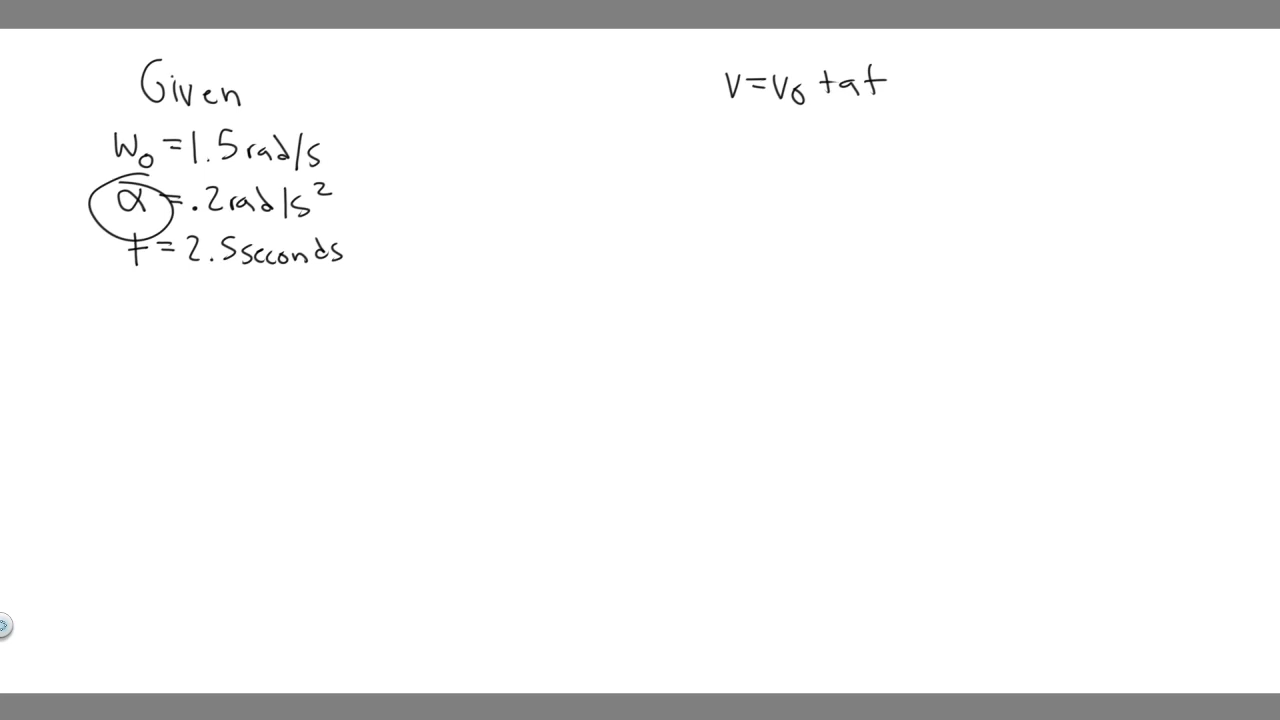 Given
w₀ = 1.5 rad/s
α = .2 rad/s²
t = 2.5 seconds
v = v₀ + at